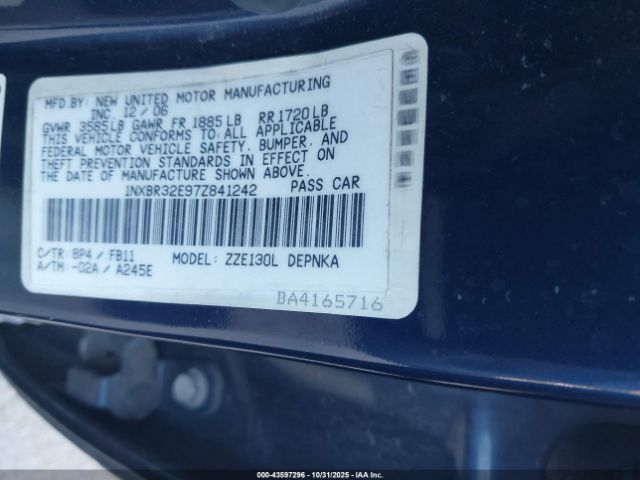 MFD BY: NEW UNITED MOTOR MANUFACTURING
INC. 12/06
GVWR 3585LB GAWR FR 1885LB RR1720LB
THIS VEHICLE CONFORMS TO ALL APPLICABLE
FEDERAL MOTOR VEHICLE SAFETY, BUMPER, AND
THEFT PREVENTION STANDARDS IN EFFECT ON
THE DATE OF MANUFACTURE SHOWN ABOVE.
1NXBR32E97Z841242 PASS CAR
C/TR: 8P4 / FB11 MODEL: ZZE130L DEPNKA
A/TM: -02A / A245E
BA4165716
00-43597296 - 10/31/2025 - IAA Inc.